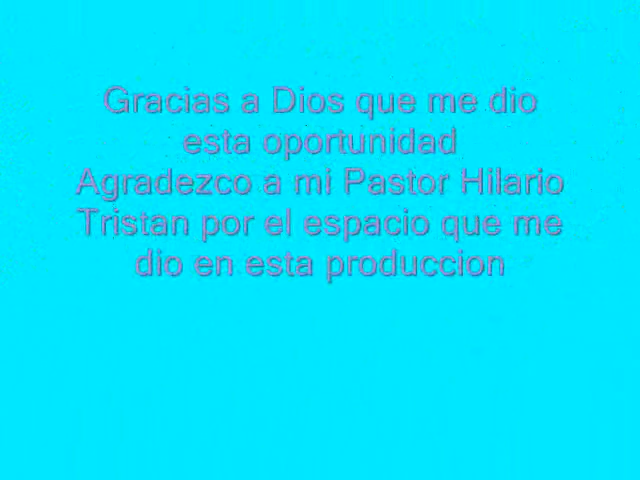 Gracias a Dios que me dio
esta oportunidad
Agradezco a mi Pastor Hilario
Tristan por el espacio que me
dio en esta produccion